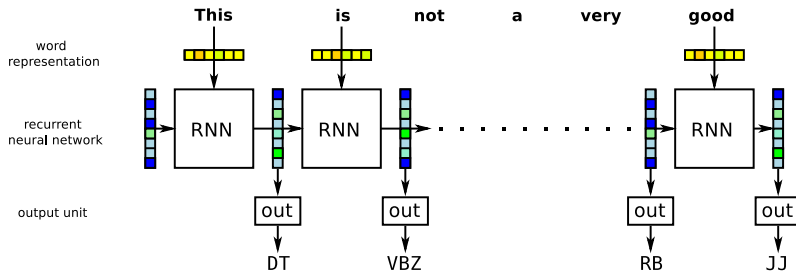 This is not a very good
word
representation
recurrent
neural network
RNN RNN RNN
output unit
out out out out
DT VBZ RB JJ